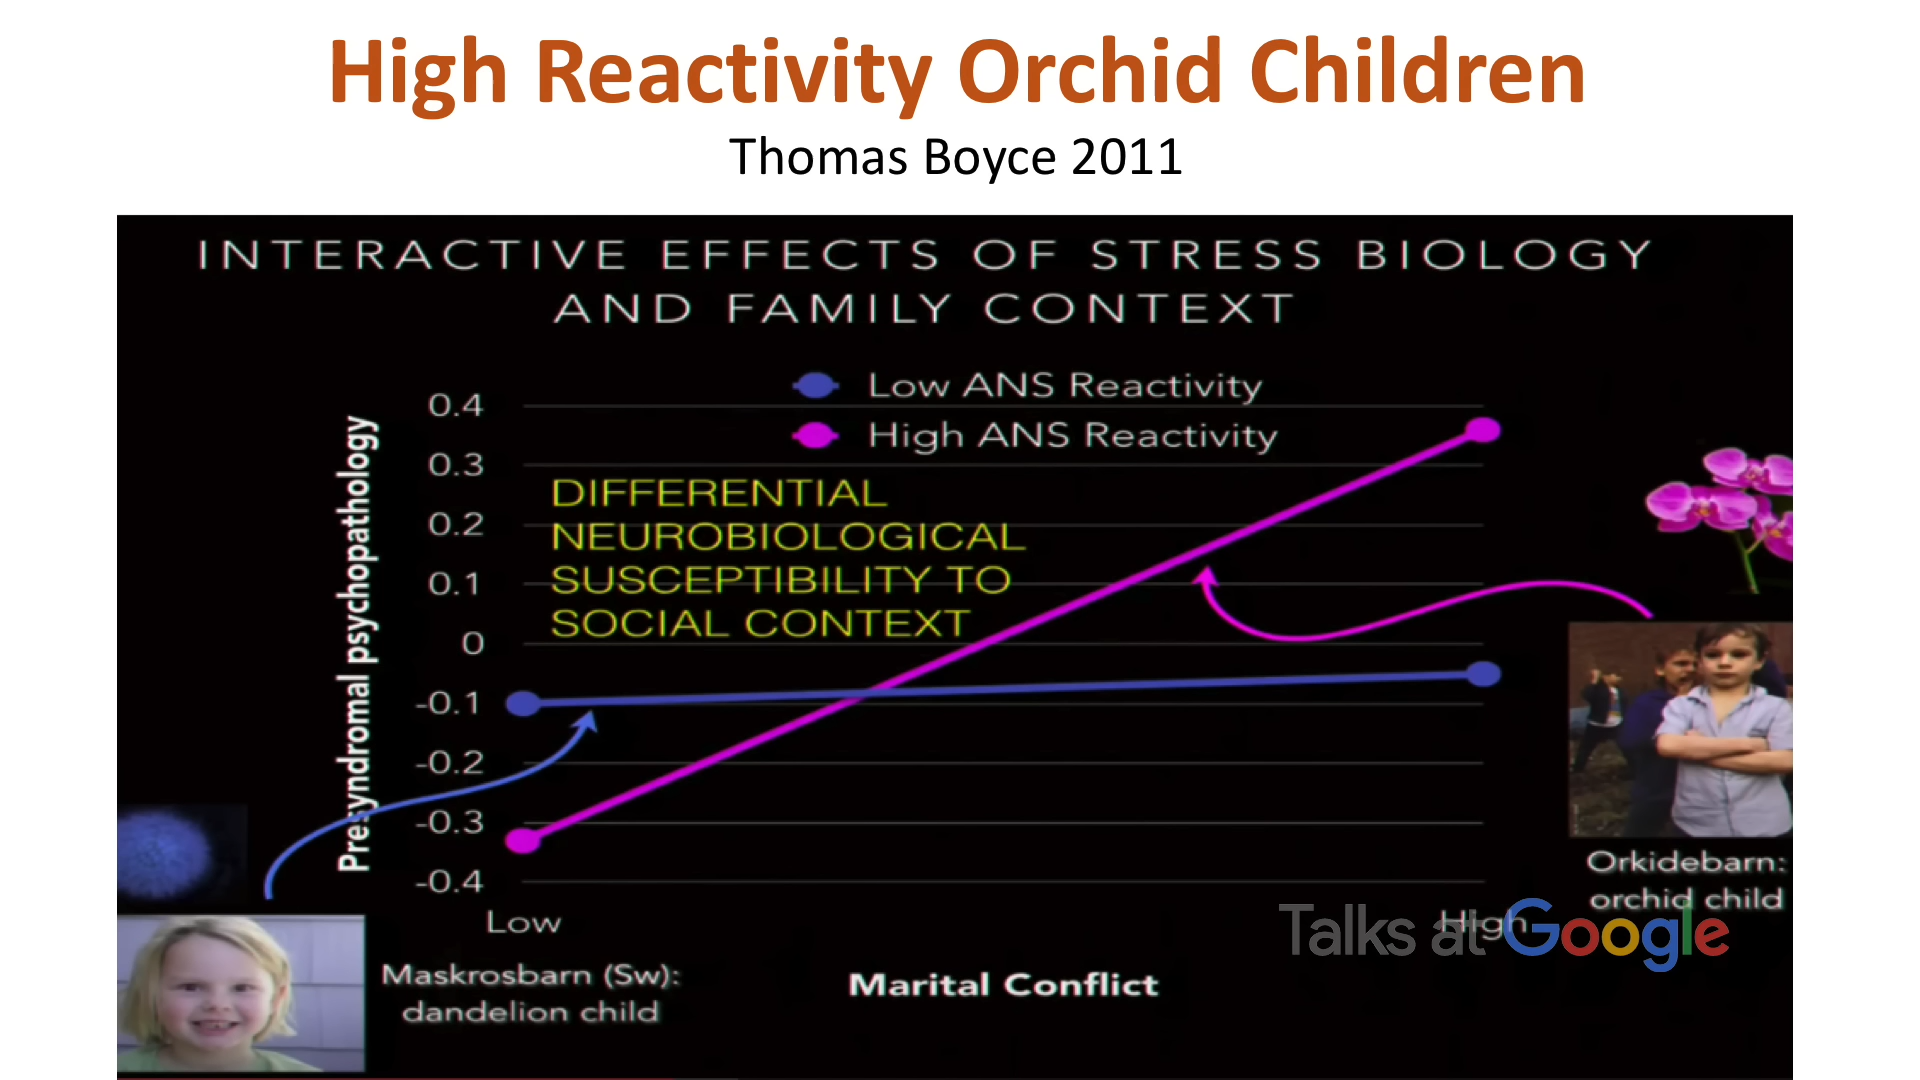 High Reactivity Orchid Children
Thomas Boyce 2011
INTERACTIVE EFFECTS OF STRESS BIOLOGY
AND FAMILY CONTEXT
Low ANS Reactivity
High ANS Reactivity
Presyndromal psychopathology
0.4
0.3
0.2
0.1
0
-0.1
-0.2
-0.3
-0.4
DIFFERENTIAL
NEUROBIOLOGICAL
SUSCEPTIBILITY TO
SOCIAL CONTEXT
Orkidebarn:
orchid child
Low
High
Talks at Google
Maskrosbarn (Sw):
dandelion child
Marital Conflict